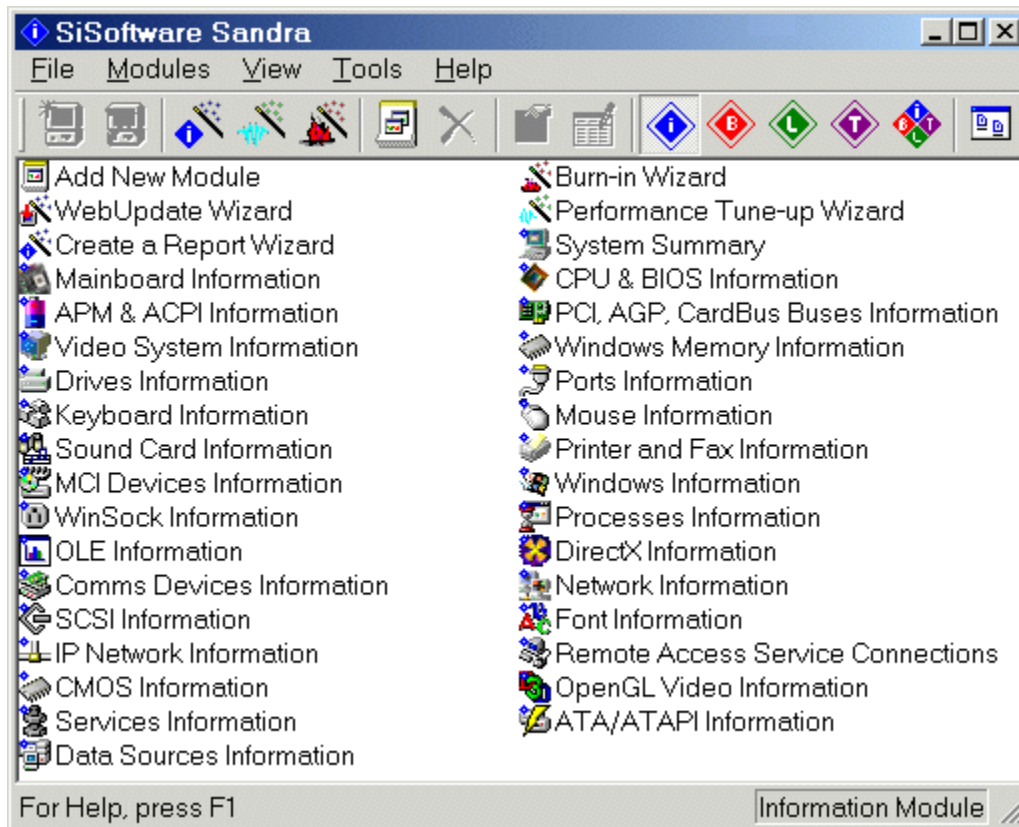 SiSoftware Sandra
File Modules View Tools Help
B L T B i T L
Add New Module Burn-in Wizard
WebUpdate Wizard Performance Tune-up Wizard
Create a Report Wizard System Summary
Mainboard Information CPU & BIOS Information
APM & ACPI Information PCI, AGP, CardBus Buses Information
Video System Information Windows Memory Information
Drives Information Ports Information
Keyboard Information Mouse Information
Sound Card Information Printer and Fax Information
MCI Devices Information Windows Information
WinSock Information Processes Information
OLE Information DirectX Information
Comms Devices Information Network Information
SCSI Information Font Information
IP Network Information Remote Access Service Connections
CMOS Information OpenGL Video Information
Services Information ATA/ATAPI Information
Data Sources Information
For Help, press F1 Information Module